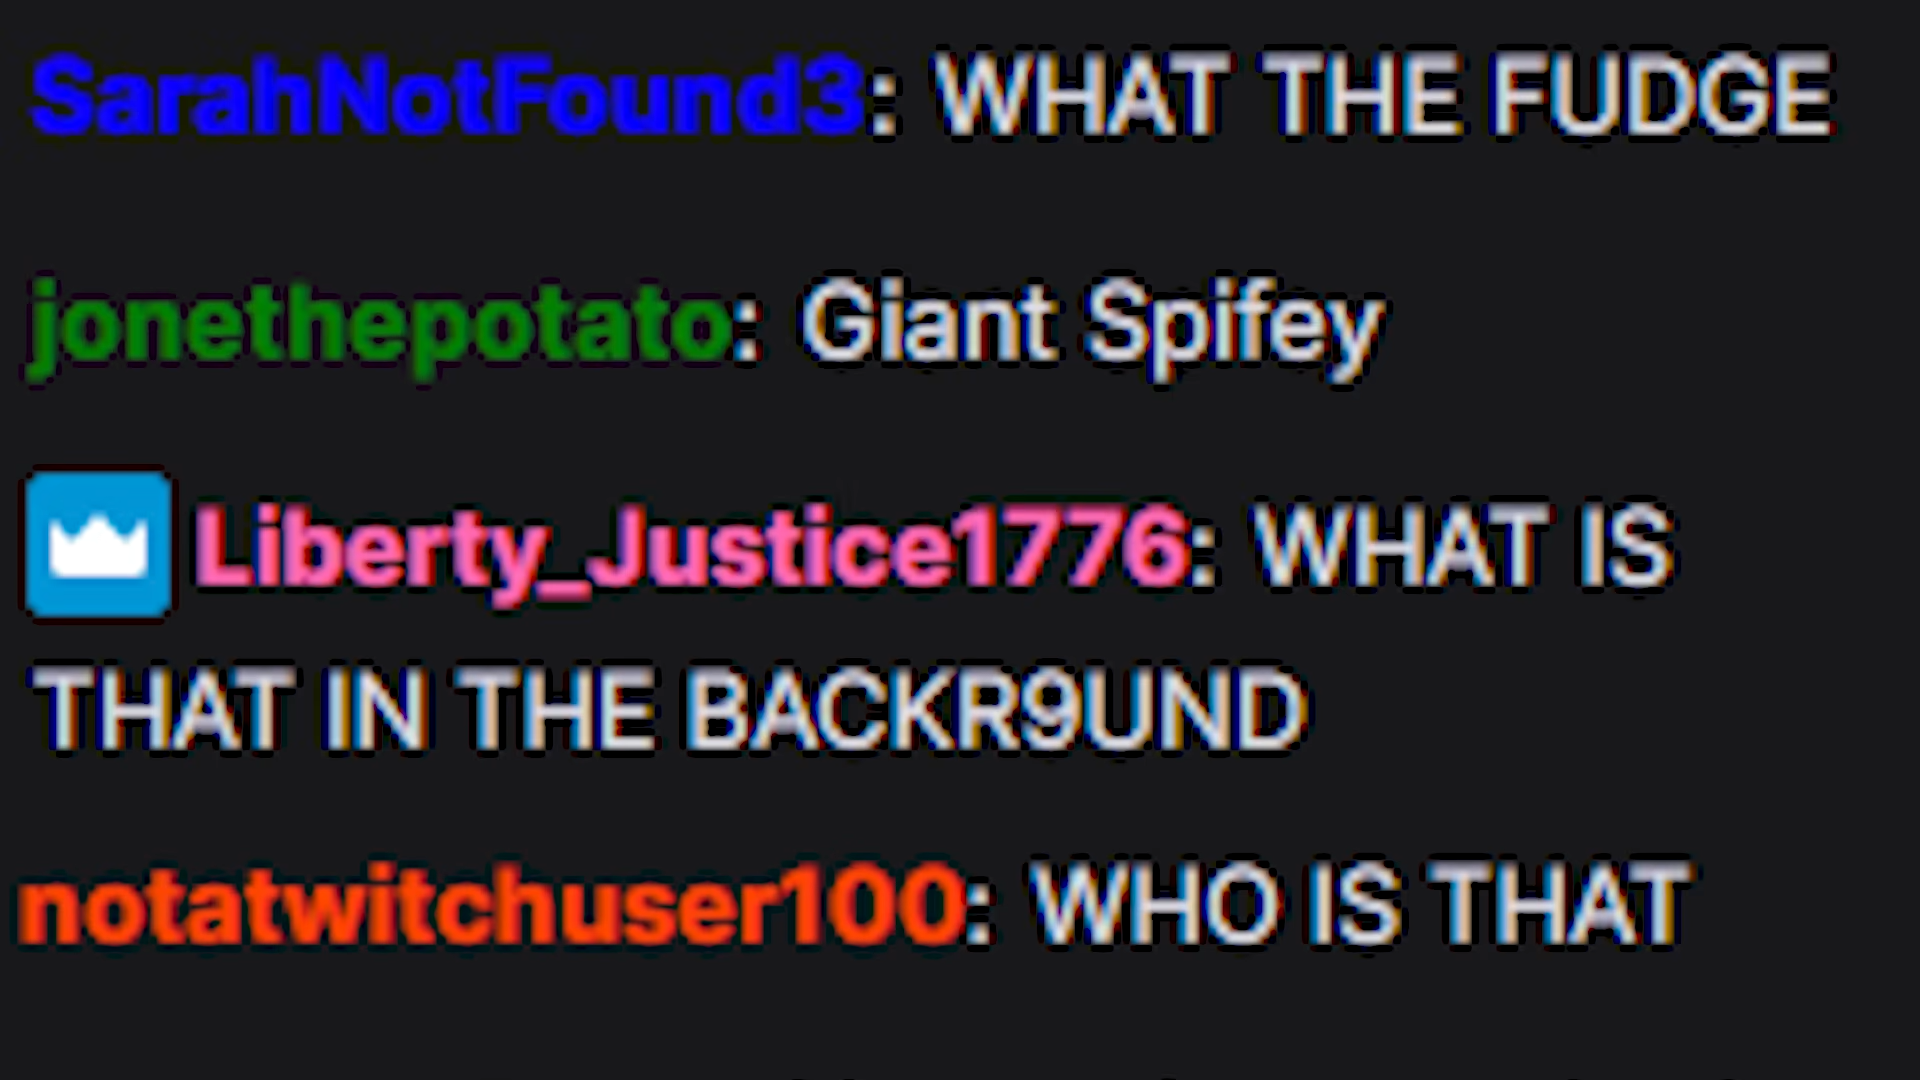 SarahNotFound3: WHAT THE FUDGE
jonethepotato: Giant Spifey
Liberty_Justice1776: WHAT IS
THAT IN THE BACKR9UND
notatwitchuser100: WHO IS THAT